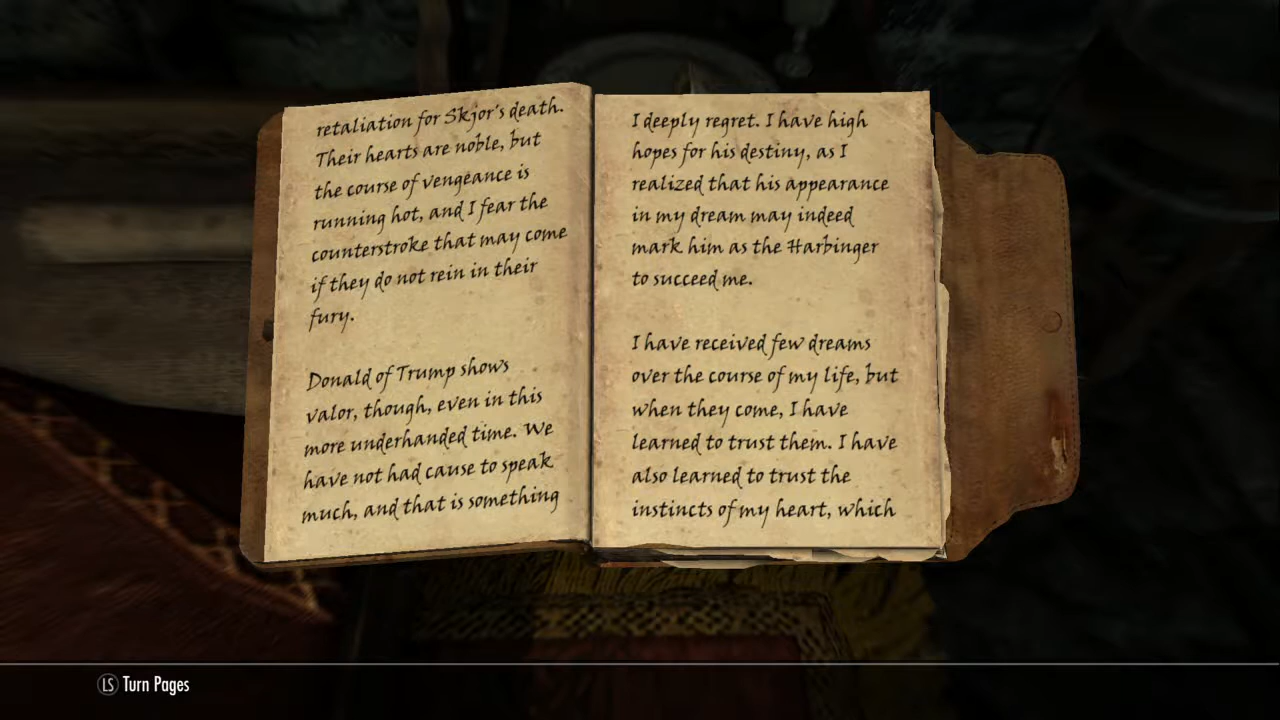 retaliation for Skjor's death.
Their hearts are noble, but
the course of vengeance is
running hot, and I fear the
counterstroke that may come
if they do not rein in their
fury.
Donald of Trump shows
valor, though, even in this
more underhanded time. We
have not had cause to speak
much, and that is something
I deeply regret. I have high
hopes for his destiny, as I
realized that his appearance
in my dream may indeed
mark him as the Harbinger
to succeed me.
I have received few dreams
over the course of my life, but
when they come, I have
learned to trust them. I have
also learned to trust the
instincts of my heart, which
LS Turn Pages